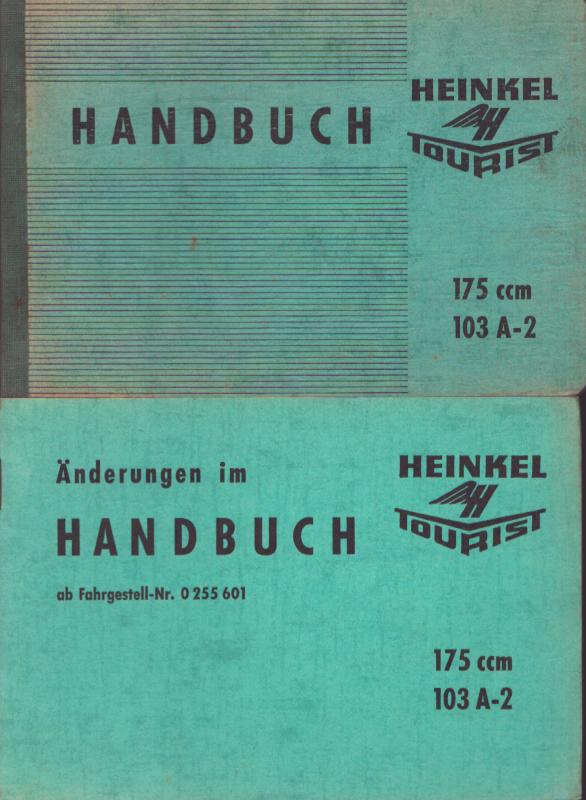 HANDBUCH
HEINKEL
TOURIST
175 ccm
103 A-2
Änderungen im
HANDBUCH
ab Fahrgestell-Nr. 0 255 601
HEINKEL
TOURIST
175 ccm
103 A-2